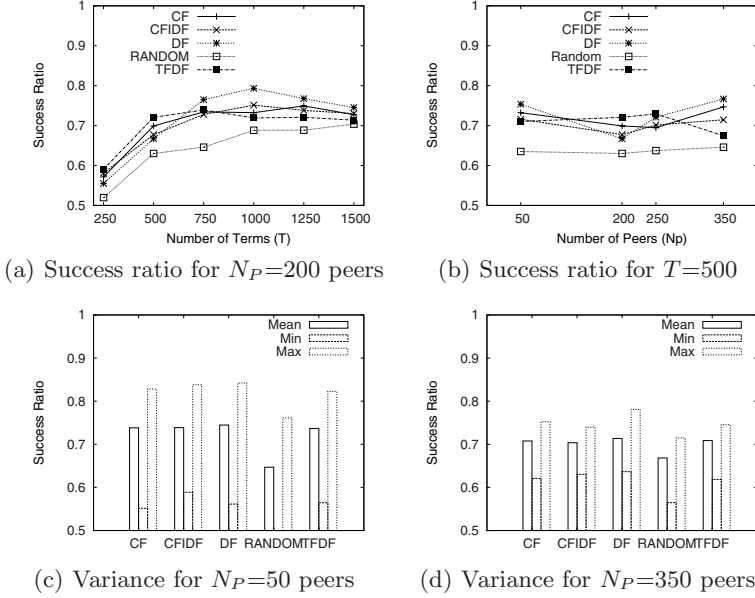 CF
CFIDF
DF
RANDOM
TFDF
1
0.9
0.8
0.7
0.6
0.5
Success Ratio
250 500 750 1000 1250 1500
Number of Terms (T)
(a) Success ratio for N_P=200 peers
CF
CFIDF
DF
Random
TFDF
1
0.9
0.8
0.7
0.6
0.5
Success Ratio
50 200 250 350
Number of Peers (Np)
(b) Success ratio for T=500
Mean
Min
Max
1
0.9
0.8
0.7
0.6
0.5
Success Ratio
CF CFIDF DF RANDOM TFDF
(c) Variance for N_P=50 peers
Mean
Min
Max
1
0.9
0.8
0.7
0.6
0.5
Success Ratio
CF CFIDF DF RANDOM TFDF
(d) Variance for N_P=350 peers